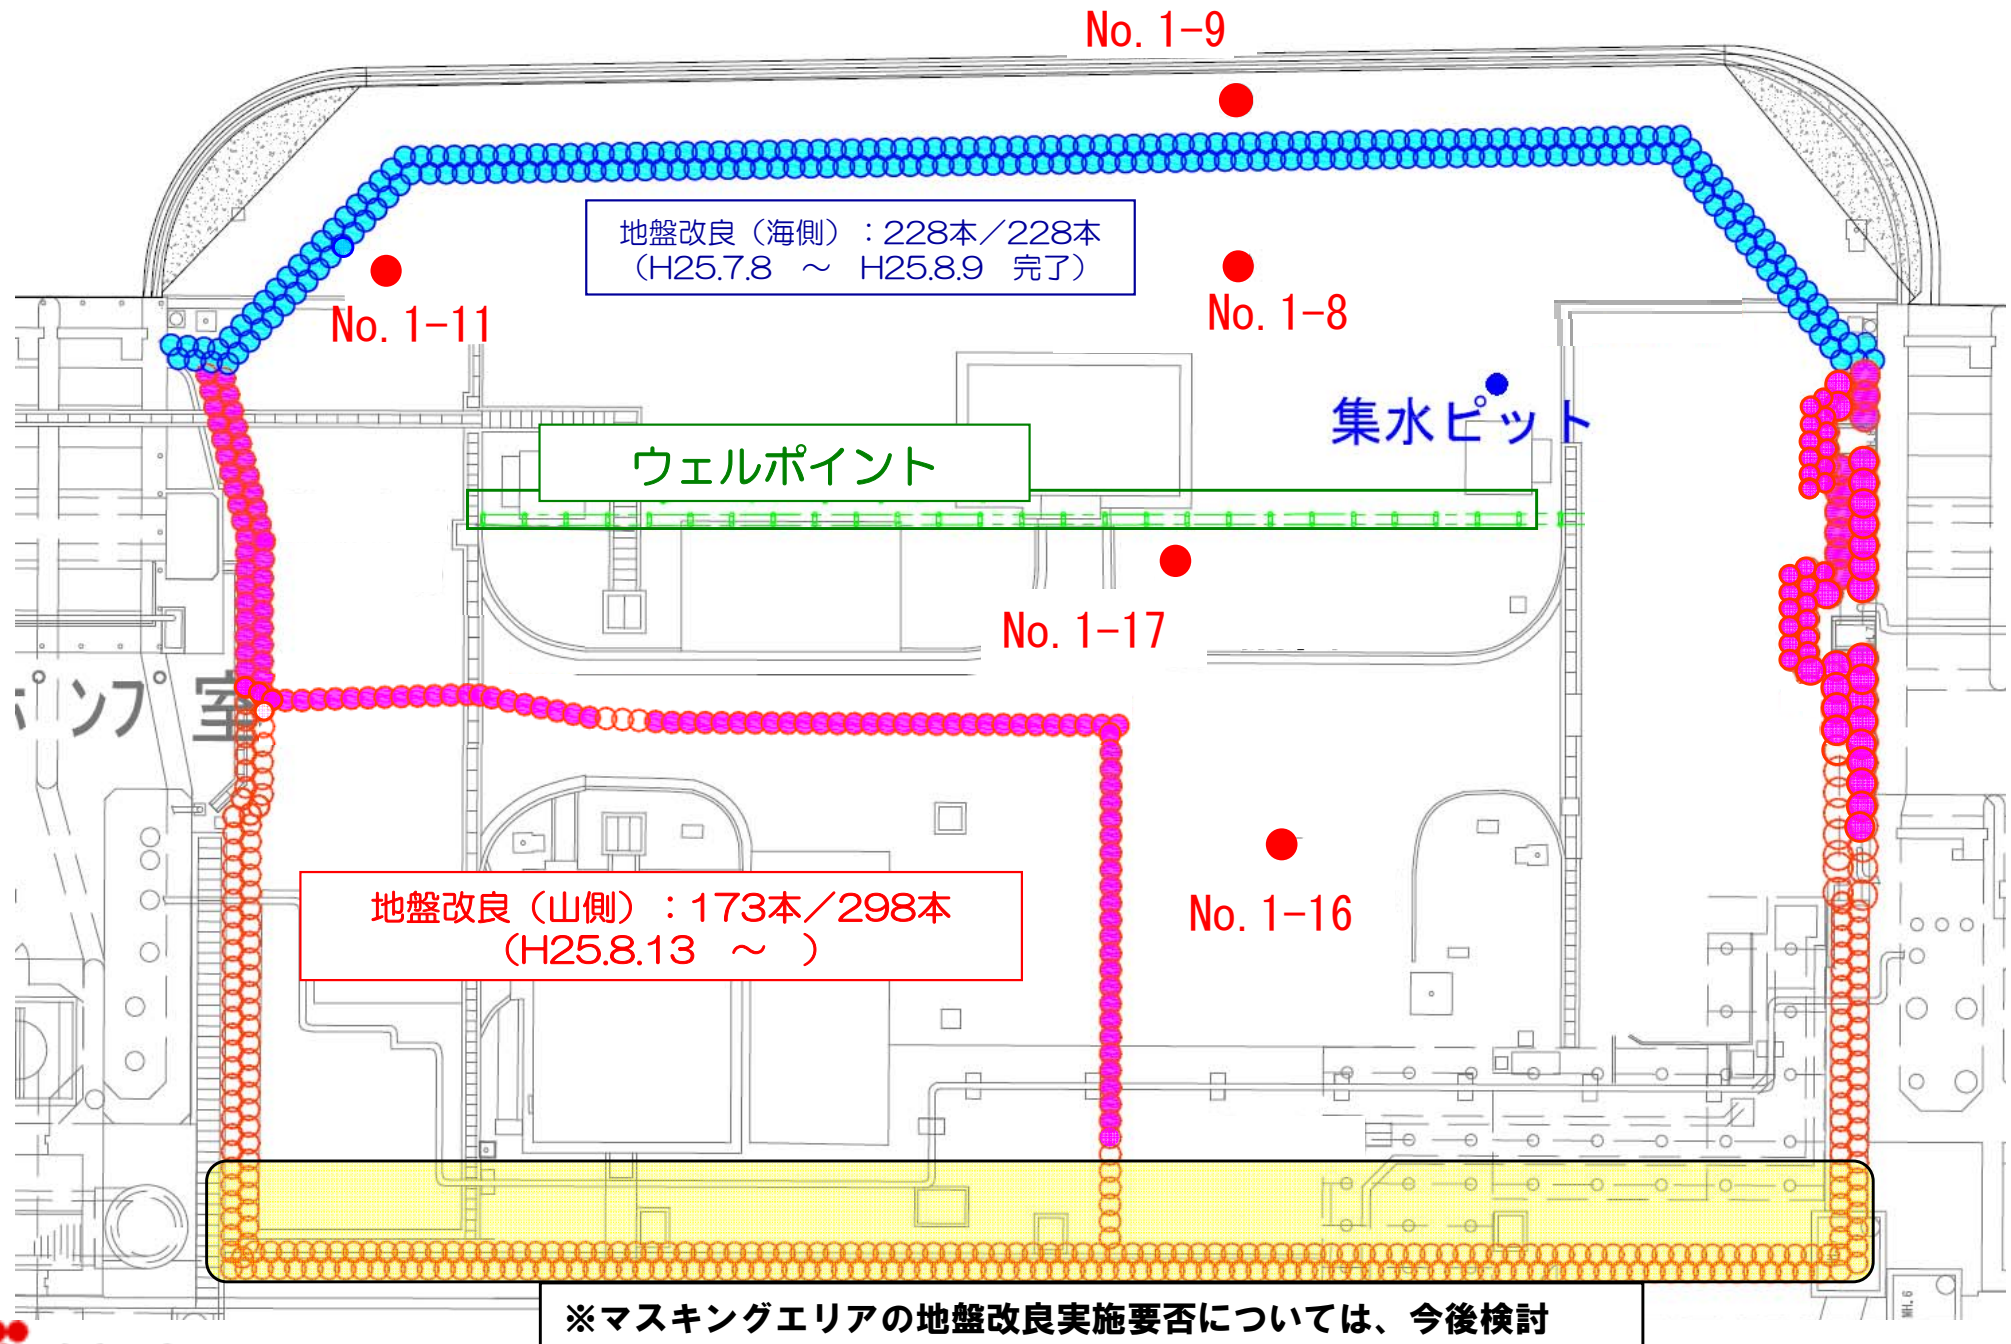 No. 1-9
地盤改良（海側）：228本／228本
（H25.7.8　～　H25.8.9　完了）
No. 1-11
No. 1-8
集水ピット
ウェルポイント
No. 1-17
ポンプ室
No. 1-16
地盤改良（山側）：173本／298本
（H25.8.13　～　）
※マスキングエリアの地盤改良実施要否については、今後検討
MH.6